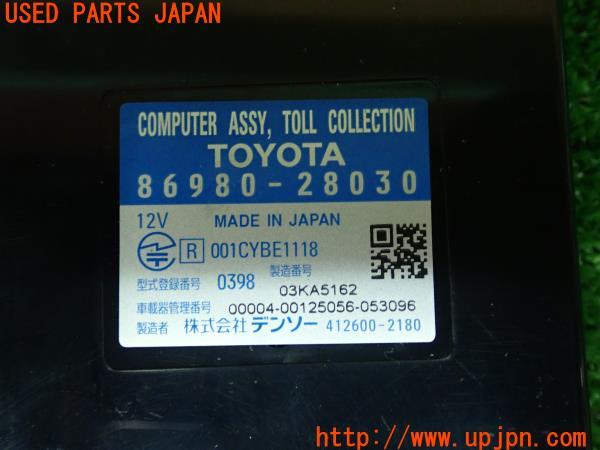 USED PARTS JAPAN
COMPUTER ASSY, TOLL COLLECTION
TOYOTA
86980-28030
12V MADE IN JAPAN
R 001CYBE1118
型式登録番号 0398 製造番号 03KA5162
車載器管理番号 00004-00125056-053096
製造者 株式会社デンソー 412600-2180
(C)www.upjpn.com